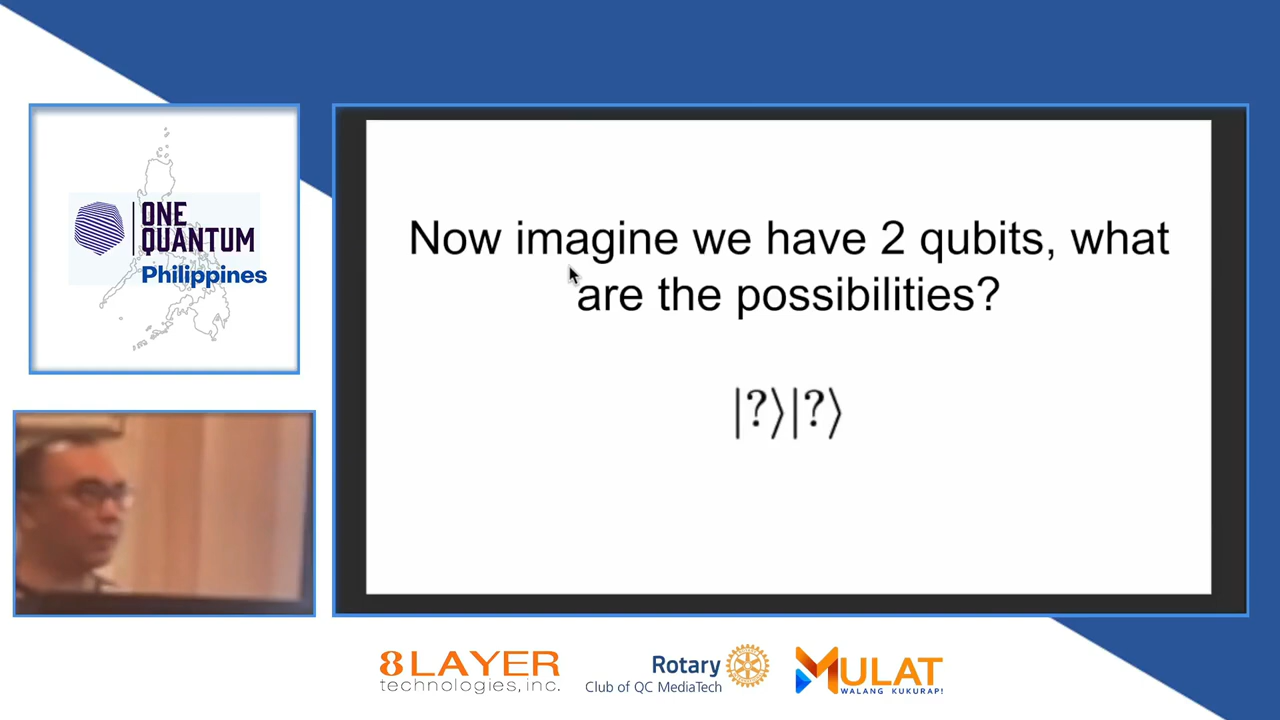 ONE
QUANTUM
Philippines
Now imagine we have 2 qubits, what
are the possibilities?
|?⟩|?⟩
8LAYER
technologies, inc.
Rotary
Club of QC MediaTech
MULAT
WALANG KUKURAP!